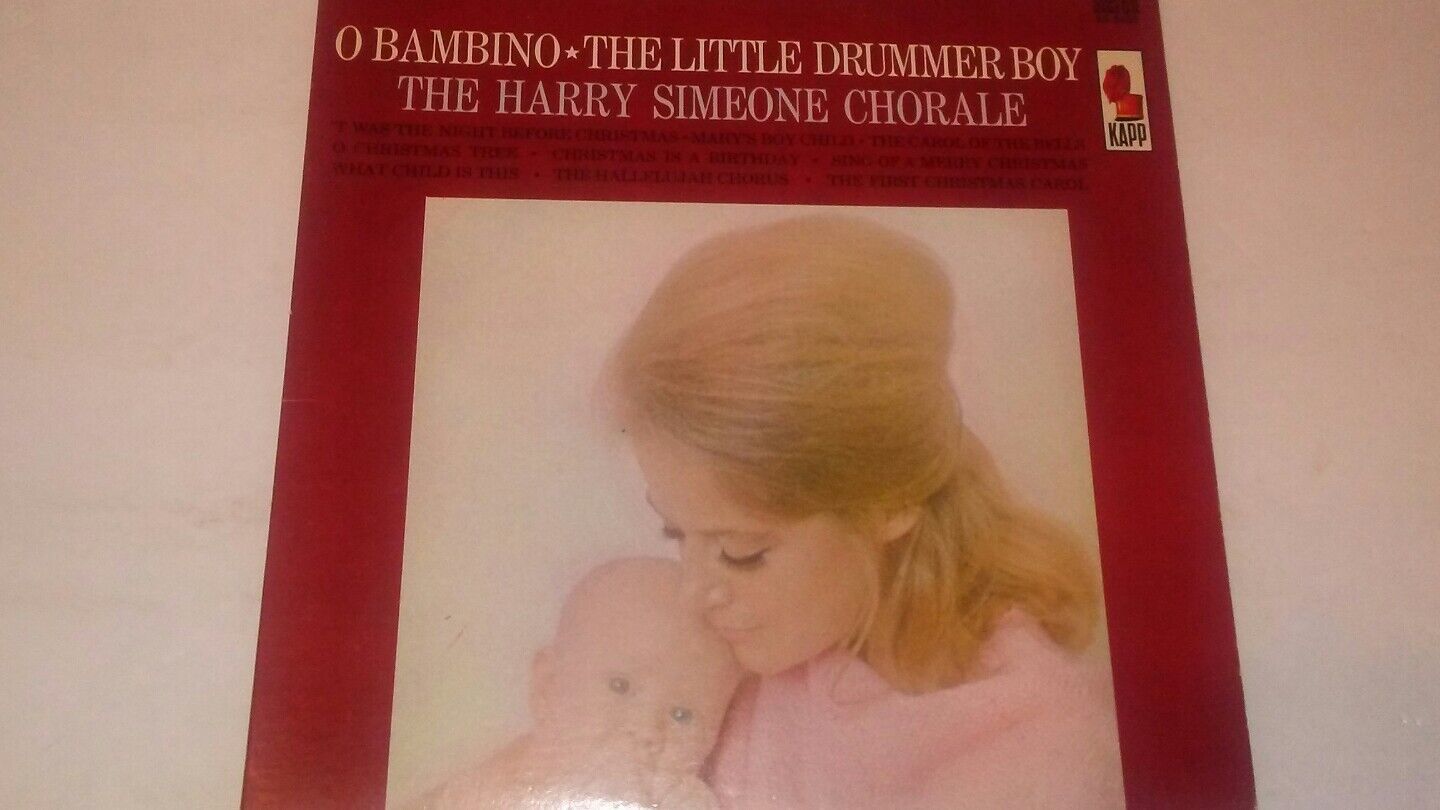 O BAMBINO ★ THE LITTLE DRUMMER BOY
THE HARRY SIMEONE CHORALE
'T WAS THE NIGHT BEFORE CHRISTMAS • MARY'S BOY CHILD • THE CAROL OF THE BELLS
O, CHRISTMAS TREE • CHRISTMAS IS A BIRTHDAY • SING OF A MERRY CHRISTMAS
WHAT CHILD IS THIS • THE HALLELUJAH CHORUS • THE FIRST CHRISTMAS CAROL
KAPP